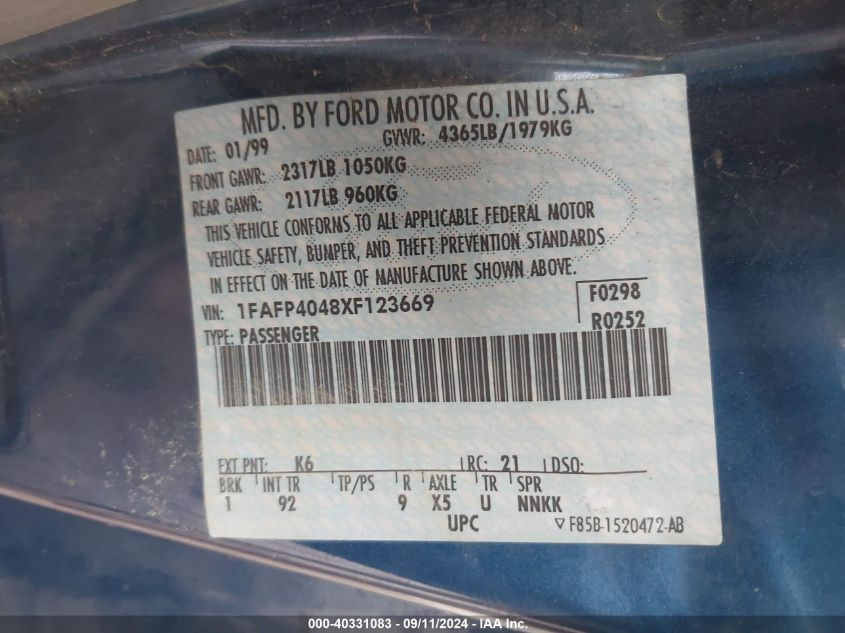 MFD. BY FORD MOTOR CO. IN U.S.A.
DATE: 01/99 GVWR: 4365LB/1979KG
FRONT GAWR: 2317LB 1050KG
REAR GAWR: 2117LB 960KG
THIS VEHICLE CONFORMS TO ALL APPLICABLE FEDERAL MOTOR
VEHICLE SAFETY, BUMPER, AND THEFT PREVENTION STANDARDS
IN EFFECT ON THE DATE OF MANUFACTURE SHOWN ABOVE.
VIN: 1FAFP4048XF123669 F0298
TYPE: PASSENGER R0252
EXT PNT: K6 RC: 21 DSO:
BRK INT TR TP/PS R AXLE TR SPR
1 92 9 X5 U NNKK
UPC ▽ F85B-1520472-AB
000-40331083 - 09/11/2024 - IAA Inc.